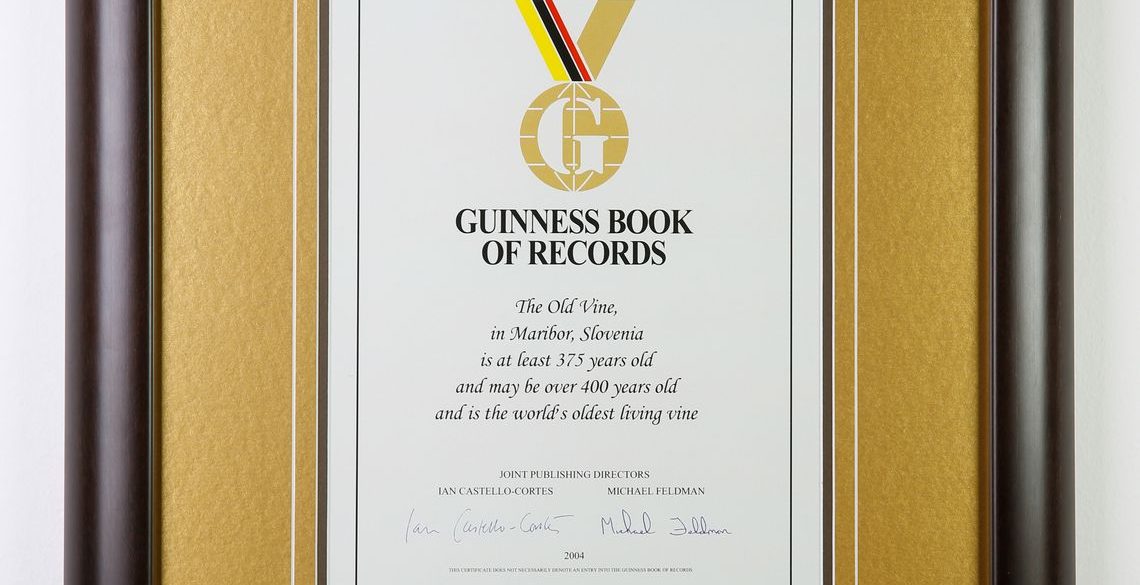 G
GUINNESS BOOK
OF RECORDS
The Old Vine,
in Maribor, Slovenia
is at least 375 years old
and may be over 400 years old
and is the world's oldest living vine
JOINT PUBLISHING DIRECTORS
IAN CASTELLO-CORTES MICHAEL FELDMAN
Ian Castello-Cortes Michael Feldman
2004
THIS CERTIFICATE DOES NOT NECESSARILY DENOTE AN ENTRY INTO THE GUINNESS BOOK OF RECORDS